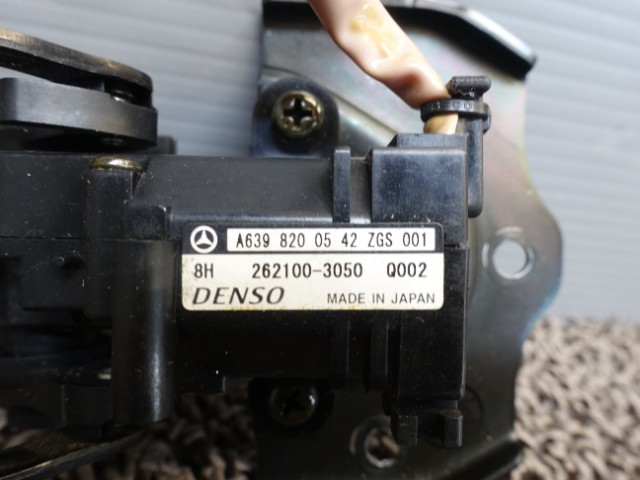 A639 820 05 42 ZGS 001
8H 262100-3050 Q002
DENSO MADE IN JAPAN